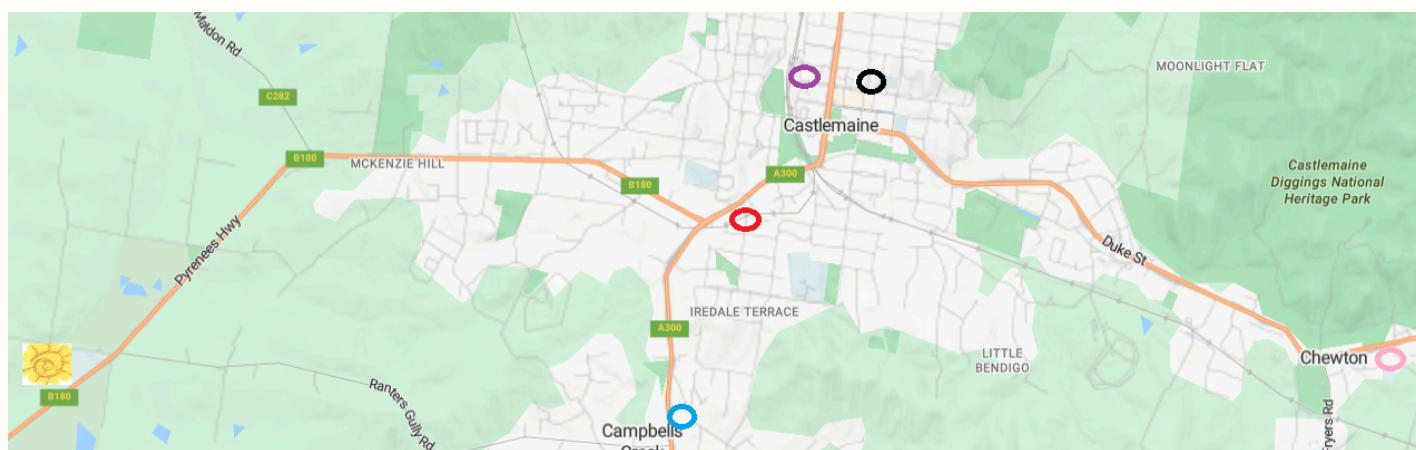 Maldon Rd
MOONLIGHT FLAT
C282
Castlemaine
B180
MCKENZIE HILL
B180
A300
Castlemaine
Diggings National
Heritage Park
Pyrenees Hwy
Duke St
IREDALE TERRACE
A300
LITTLE
BENDIGO
Chewton
B180
Ranters Gully Rd
Fryers Rd
Campbells
Creek